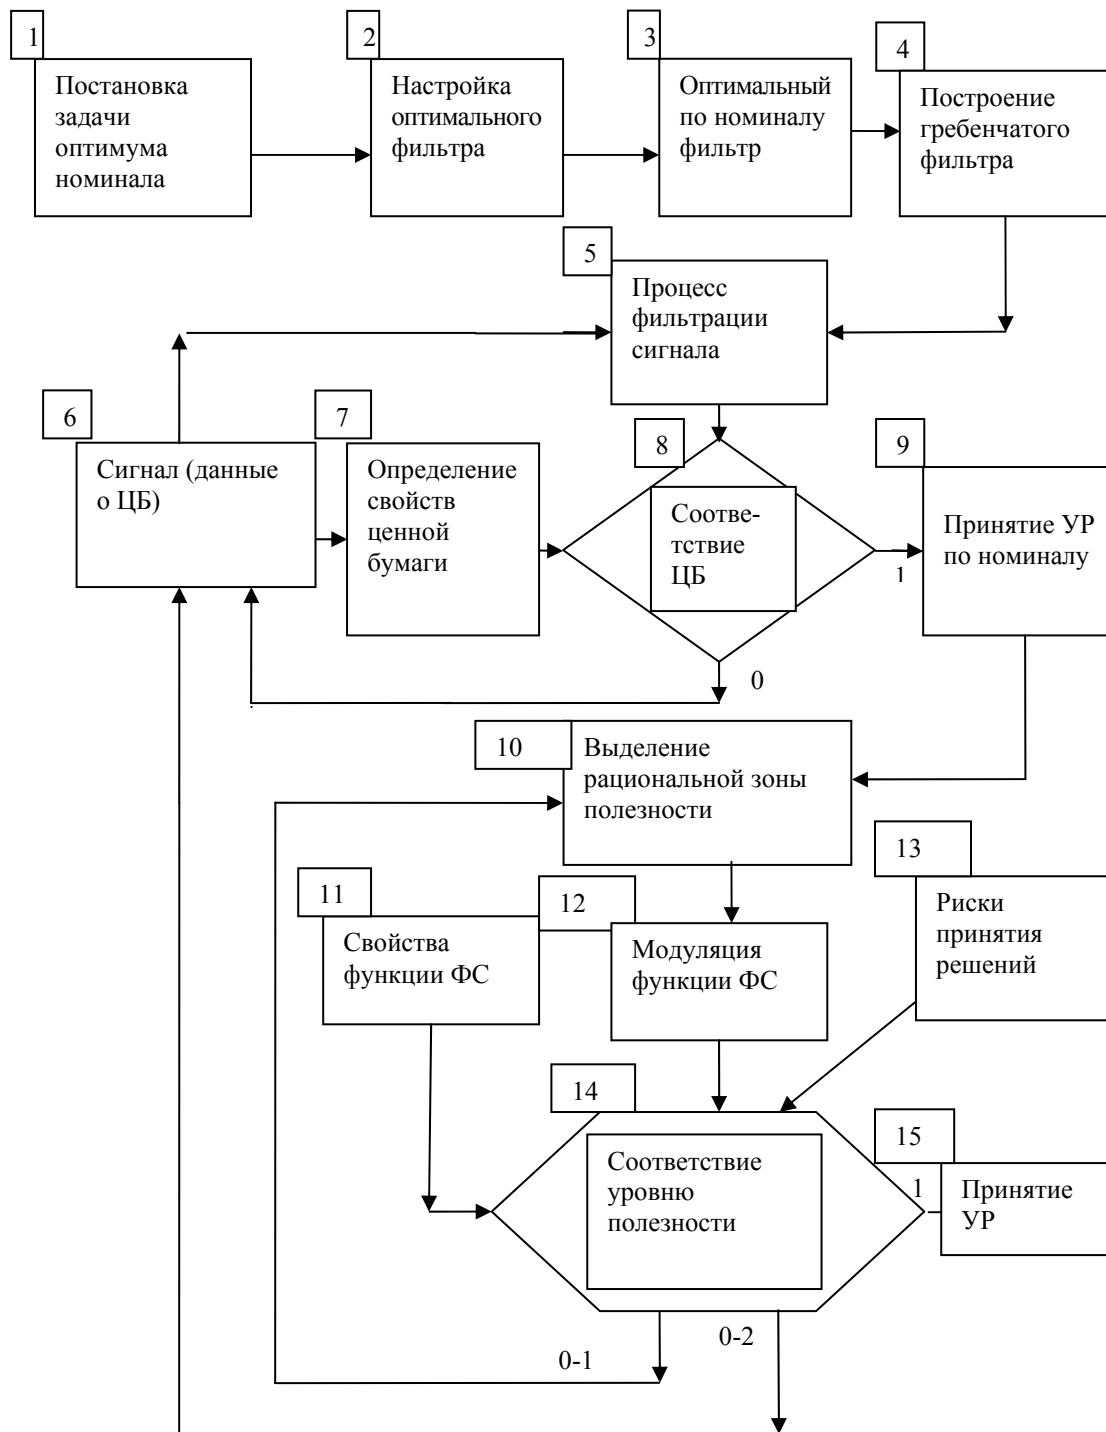 1
Постановка
задачи
оптимума
номинала
2
Настройка
оптимального
фильтра
3
Оптимальный
по номиналу
фильтр
4
Построение
гребенчатого
фильтра
5
Процесс
фильтрации
сигнала
6
Сигнал (данные
о ЦБ)
7
Определение
свойств
ценной
бумаги
8
Соотве-
тствие
ЦБ
1
0
9
Принятие УР
по номиналу
10
Выделение
рациональной зоны
полезности
11
Свойства
функции ФС
12
Модуляция
функции ФС
13
Риски
принятия
решений
14
Соответствие
уровню
полезности
1
15
Принятие
УР
0-1
0-2